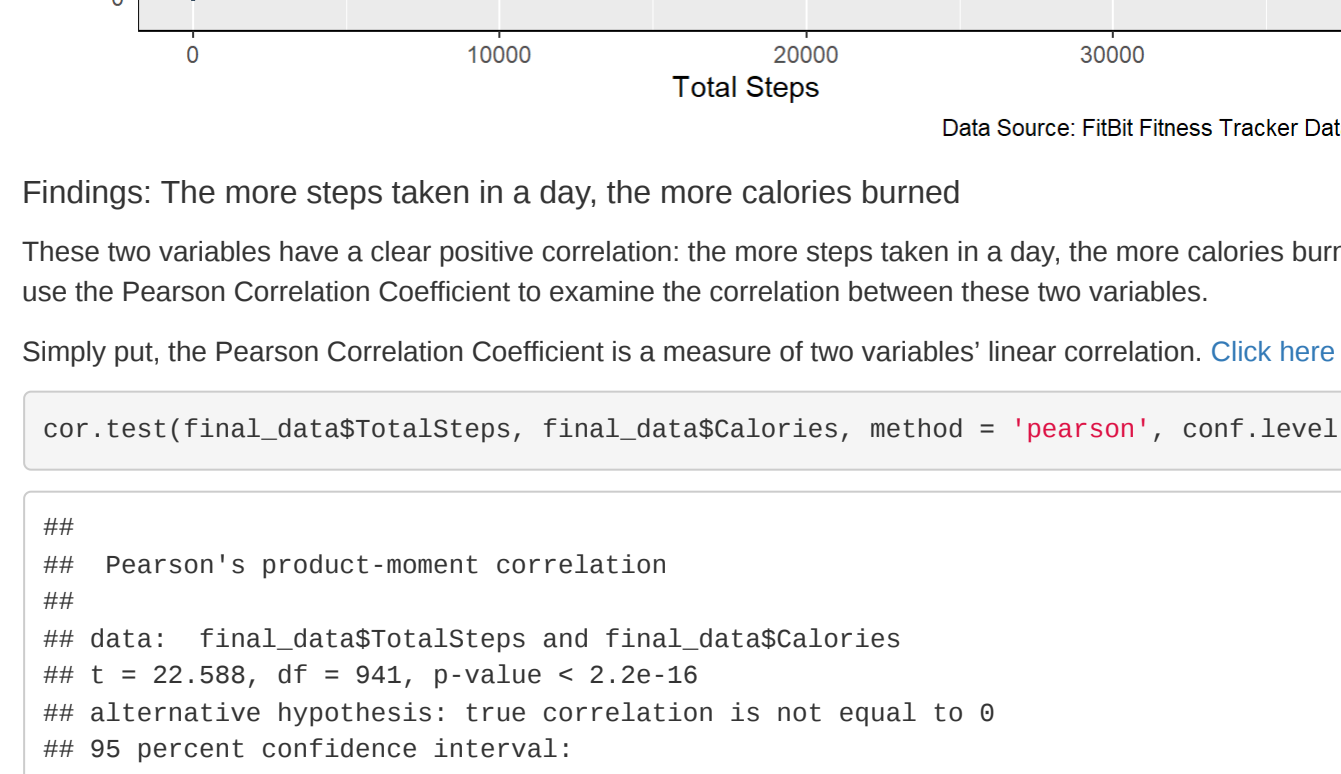 0
0 10000 20000 30000
Total Steps
Data Source: FitBit Fitness Tracker Dat
Findings: The more steps taken in a day, the more calories burned
These two variables have a clear positive correlation: the more steps taken in a day, the more calories burn
use the Pearson Correlation Coefficient to examine the correlation between these two variables.
Simply put, the Pearson Correlation Coefficient is a measure of two variables’ linear correlation. Click here
cor.test(final_data$TotalSteps, final_data$Calories, method = 'pearson', conf.level
##
##  Pearson's product-moment correlation
##
## data:  final_data$TotalSteps and final_data$Calories
## t = 22.588, df = 941, p-value < 2.2e-16
## alternative hypothesis: true correlation is not equal to 0
## 95 percent confidence interval: